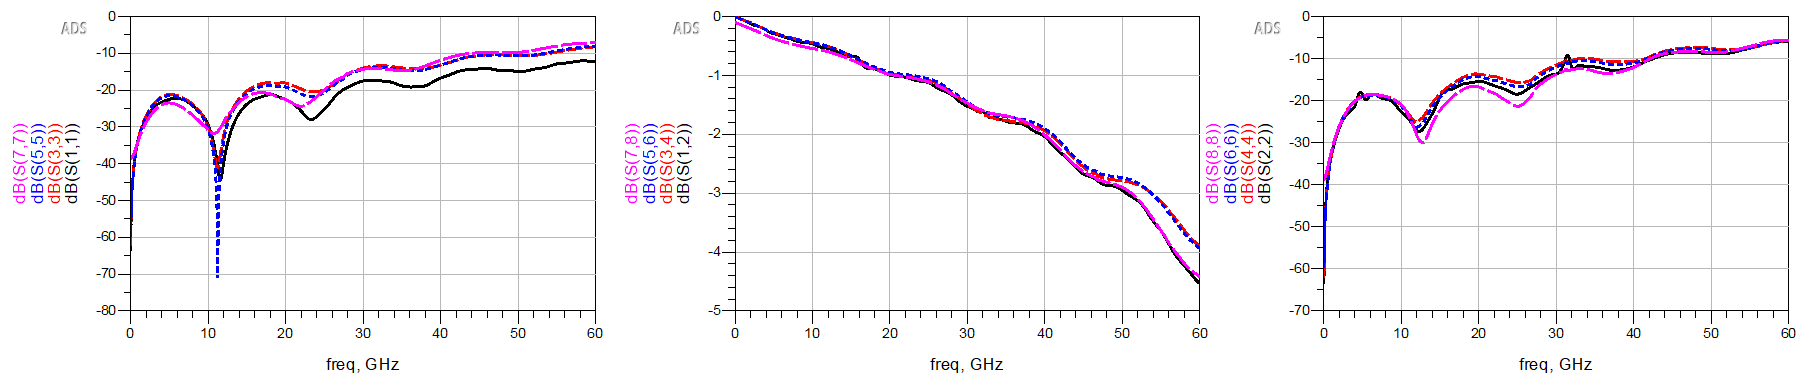 ADS
dB(S(7,7))
dB(S(5,5))
dB(S(3,3))
dB(S(1,1))
0
-10
-20
-30
-40
-50
-60
-70
-80
0 10 20 30 40 50 60
freq, GHz
ADS
dB(S(7,8))
dB(S(5,6))
dB(S(3,4))
dB(S(1,2))
0
-1
-2
-3
-4
-5
0 10 20 30 40 50 60
freq, GHz
ADS
dB(S(8,8))
dB(S(6,6))
dB(S(4,4))
dB(S(2,2))
0
-10
-20
-30
-40
-50
-60
-70
0 10 20 30 40 50 60
freq, GHz